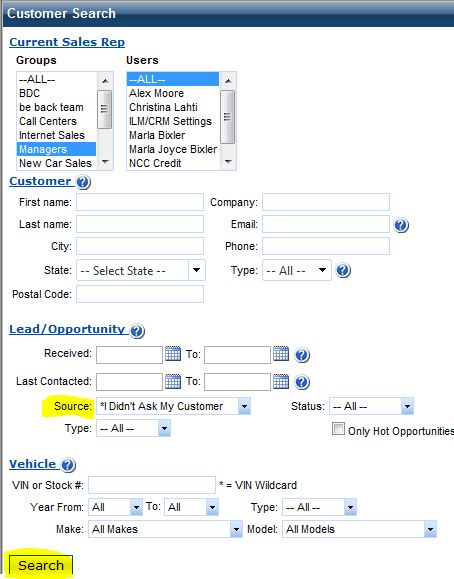 Customer Search
Current Sales Rep
Groups Users
--ALL--
BDC
be back team
Call Centers
Internet Sales
Managers
New Car Sales
--ALL--
Alex Moore
Christina Lahti
ILM/CRM Settings
Marla Bixler
Marla Joyce Bixler
NCC Credit
Customer ?
First name: Company:
Last name: Email: ?
City: Phone:
State: -- Select State -- Type: -- All -- ?
Postal Code:
Lead/Opportunity ?
Received: To: ?
Last Contacted: To: ?
Source: *I Didn't Ask My Customer Status: -- All --
Type: -- All -- Only Hot Opportunities
Vehicle ?
VIN or Stock #: * = VIN Wildcard
Year From: All To: All Type: -- All --
Make: All Makes Model: All Models
Search